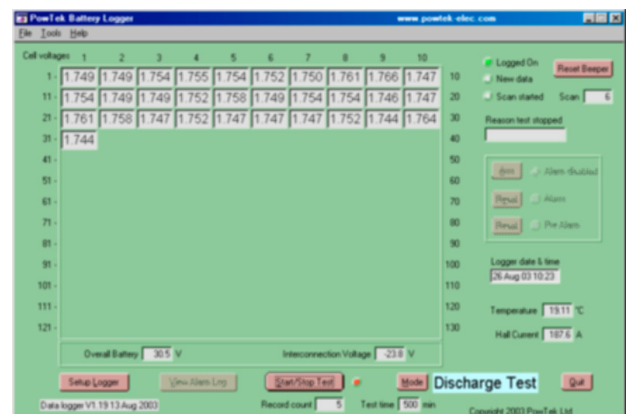 PowTek Battery Logger www powtek-elec. com
File Tools Help
Cell voltages 1 2 3 4 5 6 7 8 9 10
1 - 1.749 1.749 1.754 1.755 1.754 1.752 1.750 1.761 1.766 1.747 10
11 - 1.754 1.749 1.749 1.752 1.758 1.749 1.754 1.754 1.746 1.747 20
21 - 1.761 1.758 1.747 1.752 1.747 1.747 1.747 1.752 1.744 1.764 30
31 - 1.744 40
41 - 50
51 - 60
61 - 70
71 - 80
81 - 90
91 - 100
101 - 110
111 - 120
121 - 130
Logged On
Reset Beeper
New data
Scan started Scan 6
Reason test stopped
Alarm enabled
Reset Alarm
Reset Pre Alarm
Logger date & time
26 Aug 03 10:23
Temperature 19.11 °C
Hall Current 187.6 A
Overall Battery 30.5 V Interconnection Voltage -23.8 V
Setup Logger View Alarm Log Start/Stop Test Mode Discharge Test Quit
Data logger V1.19 13 Aug 2003 Record count 5 Test time 500 min Copyright 2003 PowTek Ltd